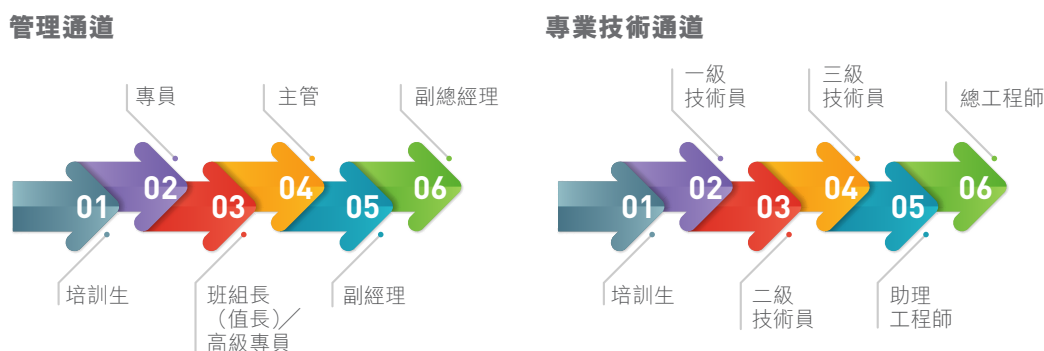 管理通道
專員
主管
副總經理
01
02
03
04
05
06
培訓生
班組長
（值長）╱
高級專員
副經理
專業技術通道
一級
技術員
三級
技術員
總工程師
01
02
03
04
05
06
培訓生
二級
技術員
助理
工程師